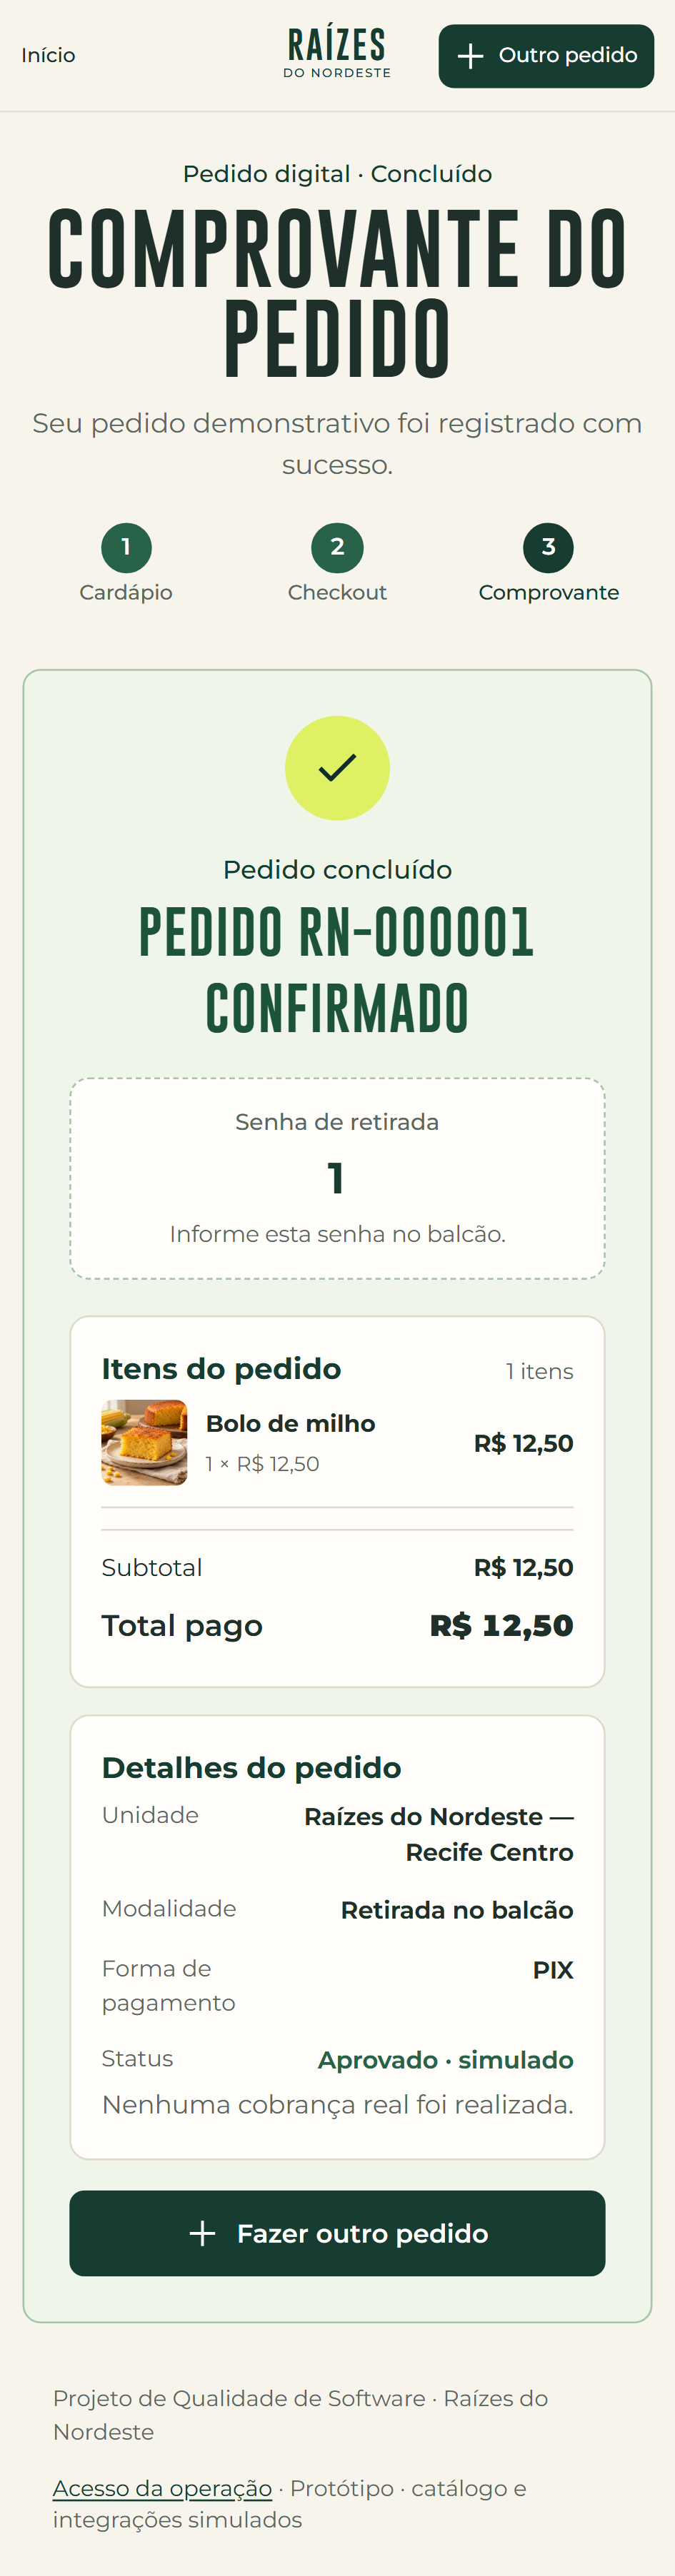 Início
RAÍZES
DO NORDESTE
Outro pedido
Pedido digital · Concluído
COMPROVANTE DO
PEDIDO
Seu pedido demonstrativo foi registrado com
sucesso.
1
Cardápio
2
Checkout
3
Comprovante
Pedido concluído
PEDIDO RN-000001
CONFIRMADO
Senha de retirada
1
Informe esta senha no balcão.
Itens do pedido
1 itens
Bolo de milho
1 × R$ 12,50
R$ 12,50
Subtotal
R$ 12,50
Total pago
R$ 12,50
Detalhes do pedido
Unidade
Raízes do Nordeste —
Recife Centro
Modalidade
Retirada no balcão
Forma de
pagamento
PIX
Status
Aprovado · simulado
Nenhuma cobrança real foi realizada.
Fazer outro pedido
Projeto de Qualidade de Software · Raízes do
Nordeste
Acesso da operação · Protótipo · catálogo e
integrações simulados